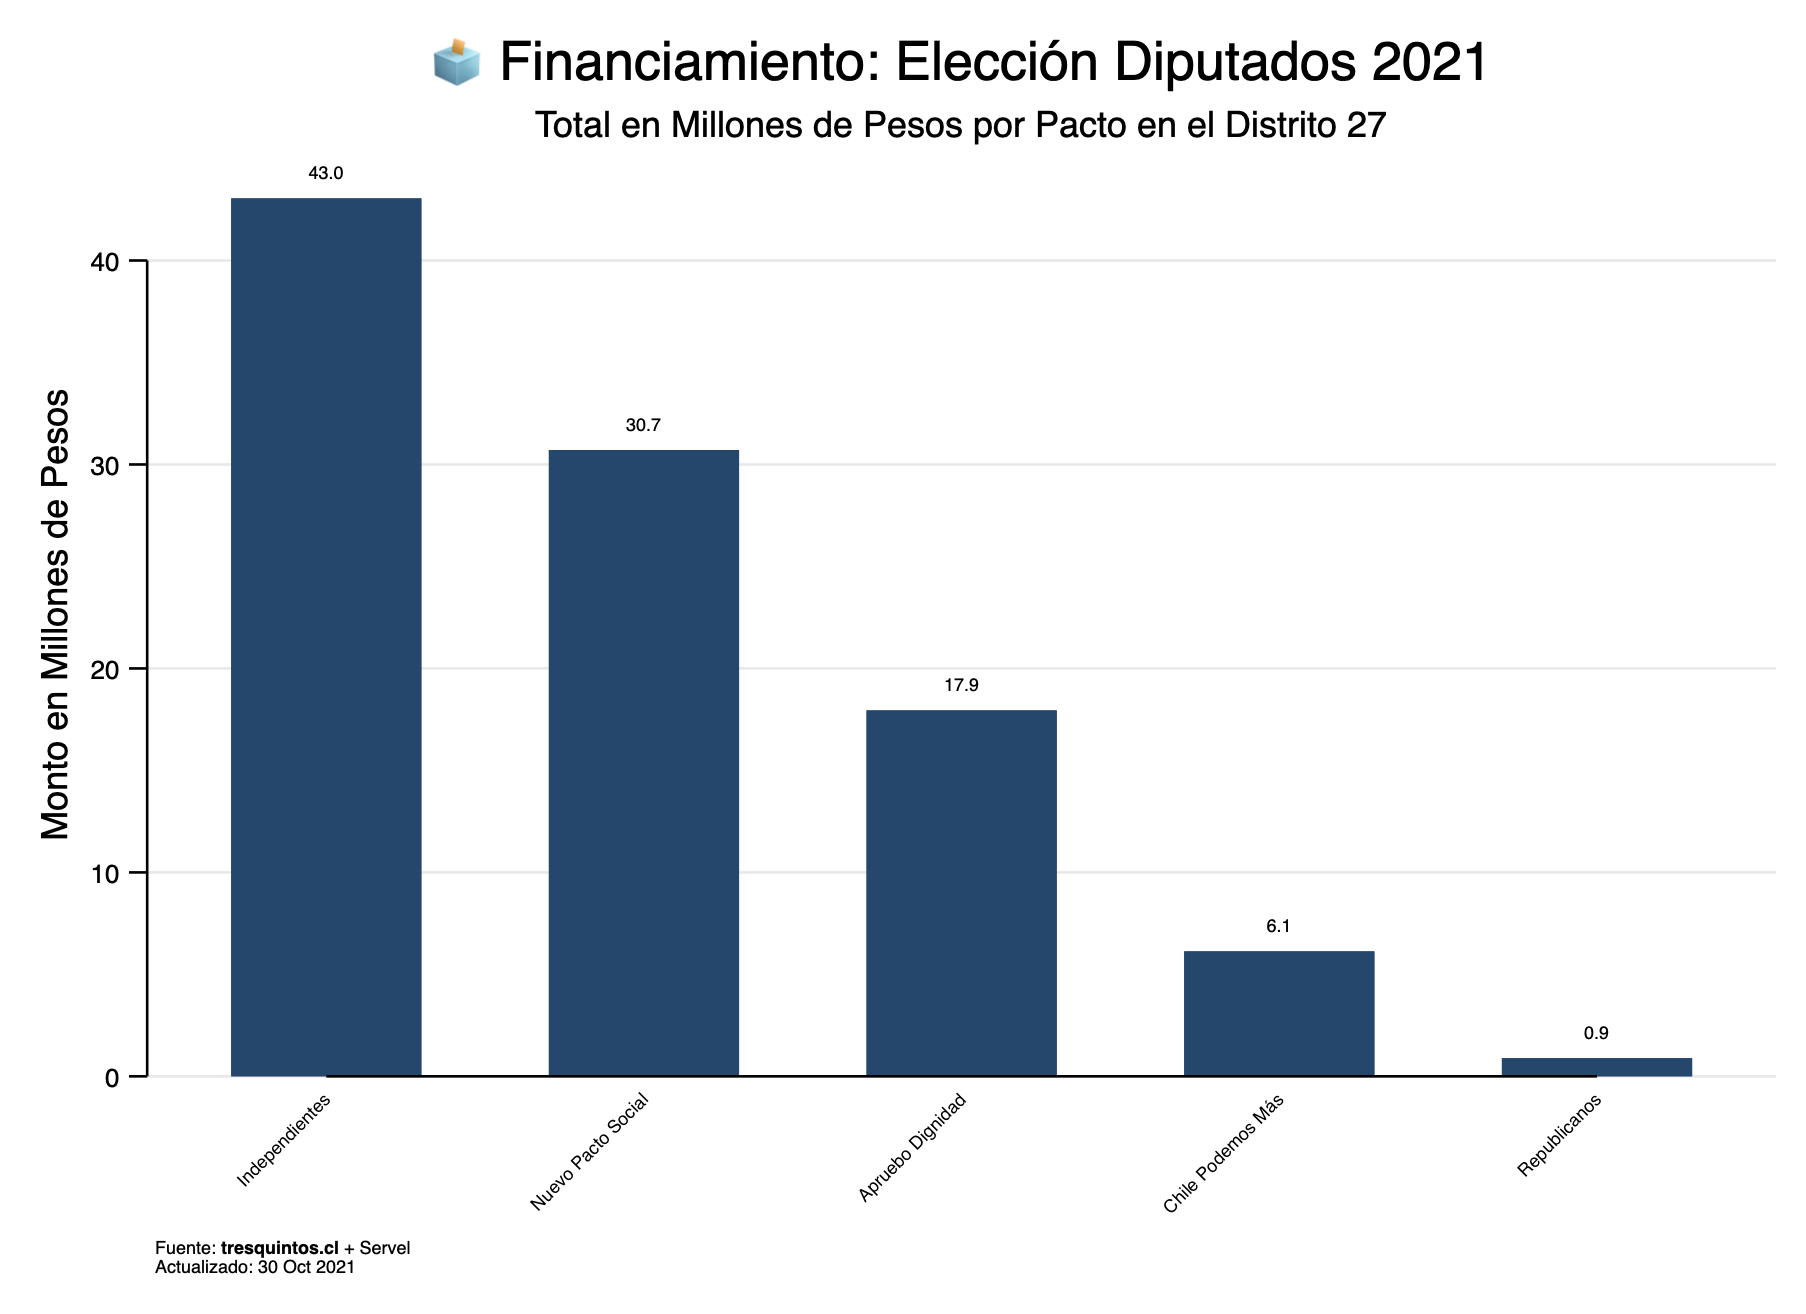 Financiamiento: Elección Diputados 2021
Total en Millones de Pesos por Pacto en el Distrito 27
Monto en Millones de Pesos
40
30
20
10
0
43.0
30.7
17.9
6.1
0.9
Independientes
Nuevo Pacto Social
Apruebo Dignidad
Chile Podemos Más
Republicanos
Fuente: tresquintos.cl + Servel
Actualizado: 30 Oct 2021